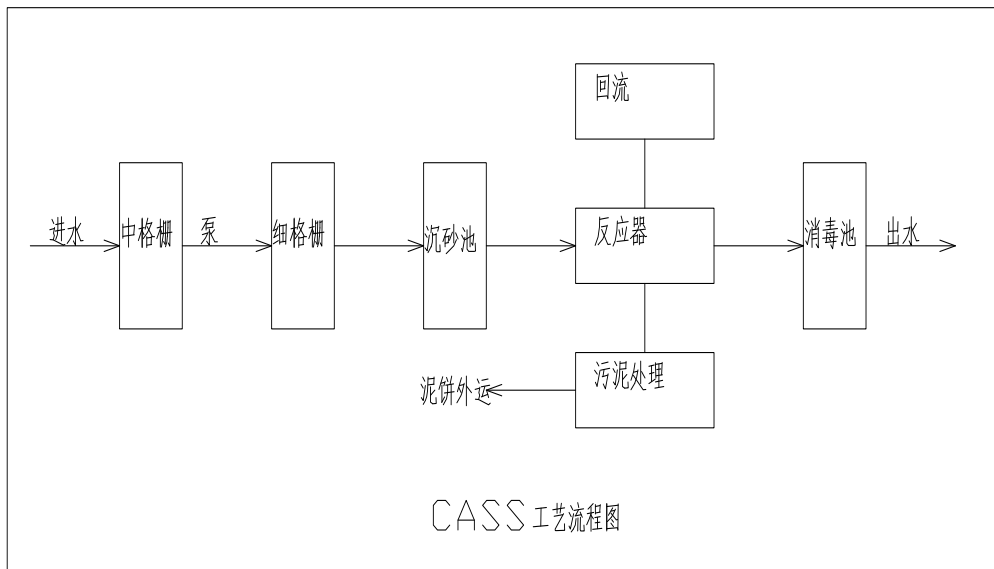 回流
进水
中格栅
泵
细格栅
沉砂池
反应器
消毒池
出水
泥饼外运
污泥处理
CASS工艺流程图